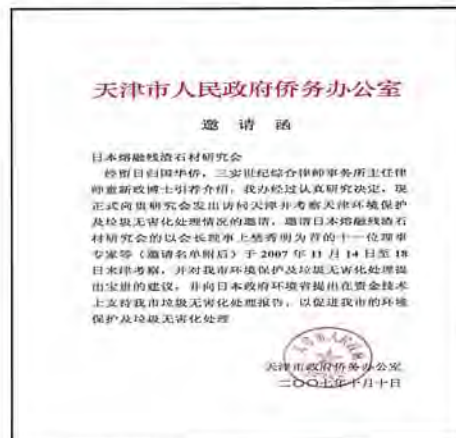 天津市人民政府侨务办公室
邀 请 函
日本熔融残渣石材研究会
经留日归国华侨，三实世纪综合律师事务所主任律
师董新政博士引荐介绍，我办经过认真研究决定，现
正式向贵研究会发出访问天津并考察天津环境保护
及垃圾无害化处理情况的邀请，邀请日本熔融残渣石
材研究会的以会长理事上樊秀明为首的十一位理事
专家等（邀请名单附后）于 2007 年 11 月 14 日至 18
日来津考察，并对我市环境保护及垃圾无害化处理提
出宝贵的建议，并向日本政府环境省提出在资金技术
上支持我市垃圾无害化处理报告，以促进我市的环境
保护及垃圾无害化处理
天津市政府侨务办公室
二〇〇七年十月十日